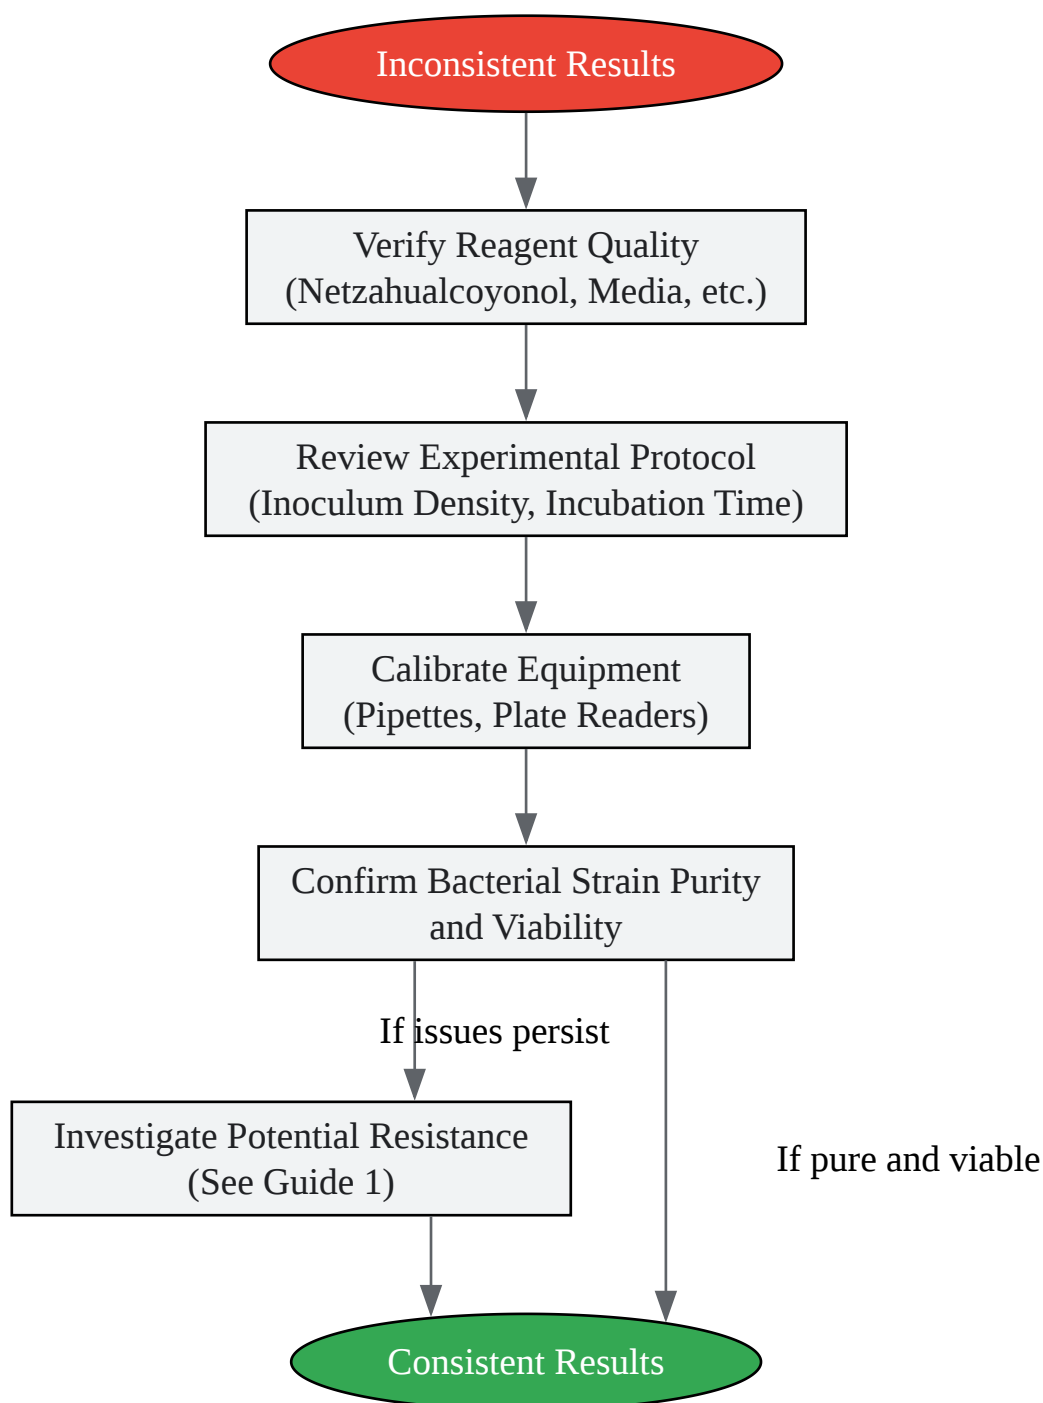 Inconsistent Results
Verify Reagent Quality
(Netzahualcoyonol, Media, etc.)
Review Experimental Protocol
(Inoculum Density, Incubation Time)
Calibrate Equipment
(Pipettes, Plate Readers)
Confirm Bacterial Strain Purity
and Viability
If issues persist
Investigate Potential Resistance
(See Guide 1)
If pure and viable
Consistent Results